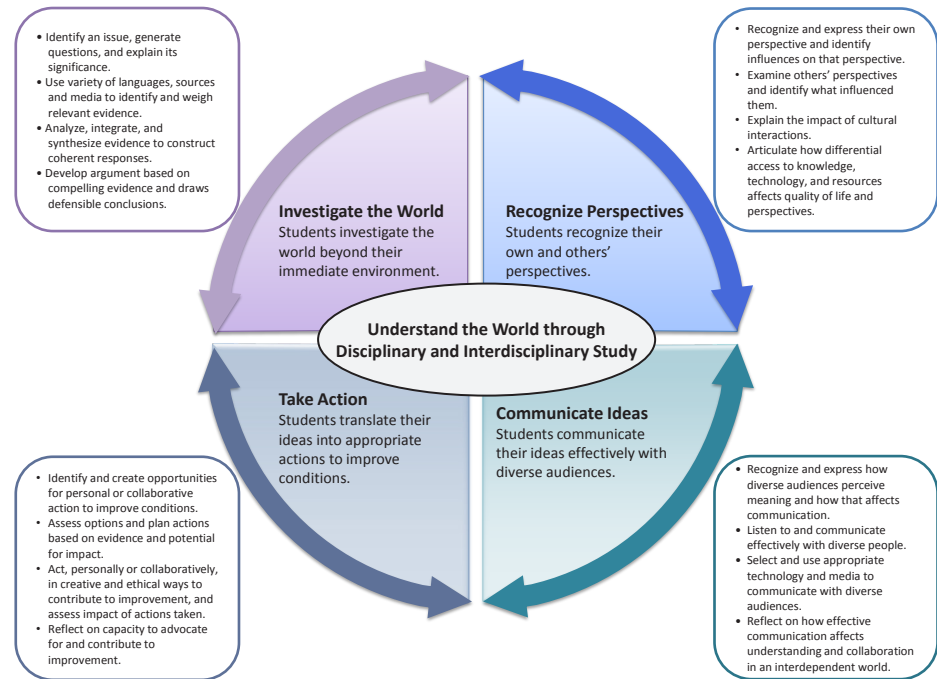 • Identify an issue, generate
questions, and explain its
significance.
• Use variety of languages, sources
and media to identify and weigh
relevant evidence.
• Analyze, integrate, and
synthesize evidence to construct
coherent responses.
• Develop argument based on
compelling evidence and draws
defensible conclusions.
• Recognize and express their own
perspective and identify
influences on that perspective.
• Examine others’ perspectives
and identify what influenced
them.
• Explain the impact of cultural
interactions.
• Articulate how differential
access to knowledge,
technology, and resources
affects quality of life and
perspectives.
Investigate the World
Students investigate the
world beyond their
immediate environment.
Recognize Perspectives
Students recognize their
own and others’
perspectives.
Understand the World through
Disciplinary and Interdisciplinary Study
Take Action
Students translate their
ideas into appropriate
actions to improve
conditions.
Communicate Ideas
Students communicate
their ideas effectively with
diverse audiences.
• Identify and create opportunities
for personal or collaborative
action to improve conditions.
• Assess options and plan actions
based on evidence and potential
for impact.
• Act, personally or collaboratively,
in creative and ethical ways to
contribute to improvement, and
assess impact of actions taken.
• Reflect on capacity to advocate
for and contribute to
improvement.
• Recognize and express how
diverse audiences perceive
meaning and how that affects
communication.
• Listen to and communicate
effectively with diverse people.
• Select and use appropriate
technology and media to
communicate with diverse
audiences.
• Reflect on how effective
communication affects
understanding and collaboration
in an interdependent world.